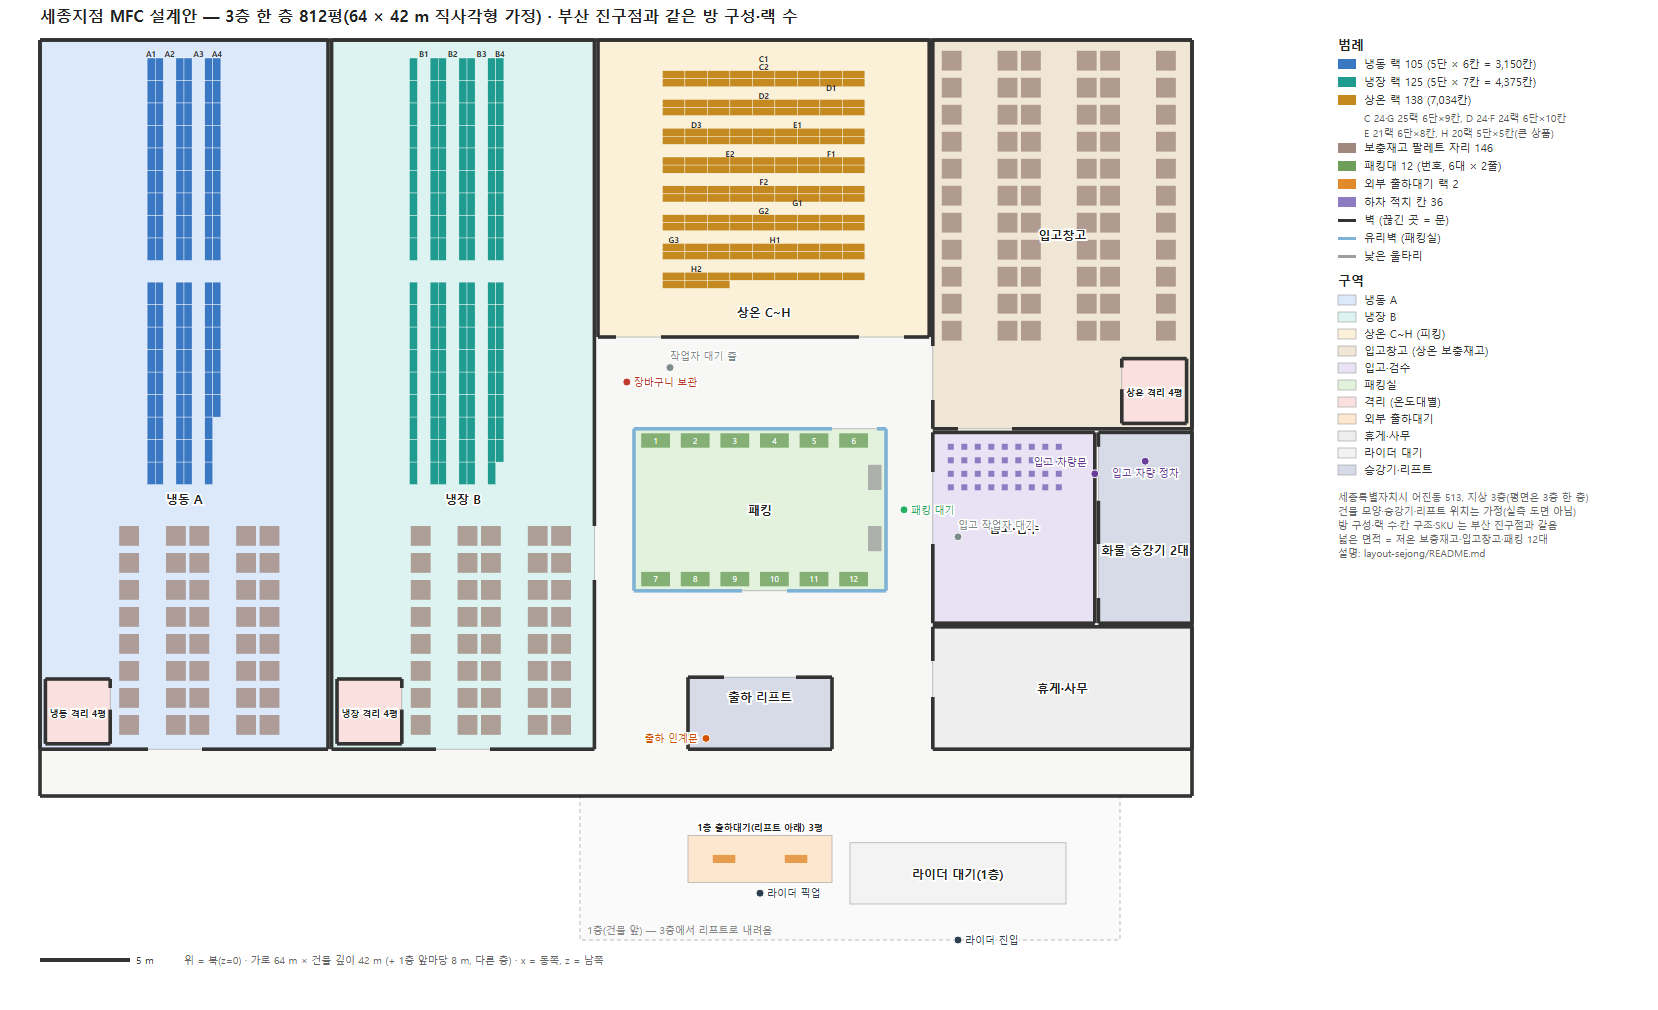 세종지점 MFC 설계안 — 3층 한 층 812평(64 × 42 m 직사각형 가정) · 부산 진구점과 같은 방 구성·랙 수
A1 A2 A3 A4
B1 B2 B3 B4
C1
C2
D1
D2
D3 E1
E2 F1
F2
G1
G2
G3 H1
H2
상온 C~H
입고창고
상온 격리 4평
작업자 대기 줄
장바구니 보관
1 2 3 4 5 6
패킹
7 8 9 10 11 12
패킹 대기
입고 차량문
입고 차량 정차
입고 작업자 대기
입고·검수
화물 승강기 2대
냉동 A
냉장 B
냉동 격리 4평
냉장 격리 4평
출하 리프트
출하 인계문
휴게·사무
1층 출하대기(리프트 아래) 3평
라이더 대기(1층)
라이더 픽업
1층(건물 앞) — 3층에서 리프트로 내려옴
라이더 진입
5 m
위 = 북(z=0) · 가로 64 m × 건물 깊이 42 m (+ 1층 앞마당 8 m, 다른 층) · x = 동쪽, z = 남쪽
범례
냉동 랙 105 (5단 × 6칸 = 3,150칸)
냉장 랙 125 (5단 × 7칸 = 4,375칸)
상온 랙 138 (7,034칸)
C 24·G 25랙 6단×9칸, D 24·F 24랙 6단×10칸
E 21랙 6단×8칸, H 20랙 5단×5칸(큰 상품)
보충재고 팔레트 자리 146
패킹대 12 (번호, 6대 × 2줄)
외부 출하대기 랙 2
하차 적치 칸 36
벽 (끊긴 곳 = 문)
유리벽 (패킹실)
낮은 울타리
구역
냉동 A
냉장 B
상온 C~H (피킹)
입고창고 (상온 보충재고)
입고·검수
패킹실
격리 (온도대별)
외부 출하대기
휴게·사무
라이더 대기
승강기·리프트
세종특별자치시 어진동 513, 지상 3층(평면은 3층 한 층)
건물 모양·승강기·리프트 위치는 가정(실측 도면 아님)
방 구성·랙 수·칸 구조·SKU 는 부산 진구점과 같음
넓은 면적 = 저온 보충재고·입고창고·패킹 12대
설명: layout-sejong/README.md